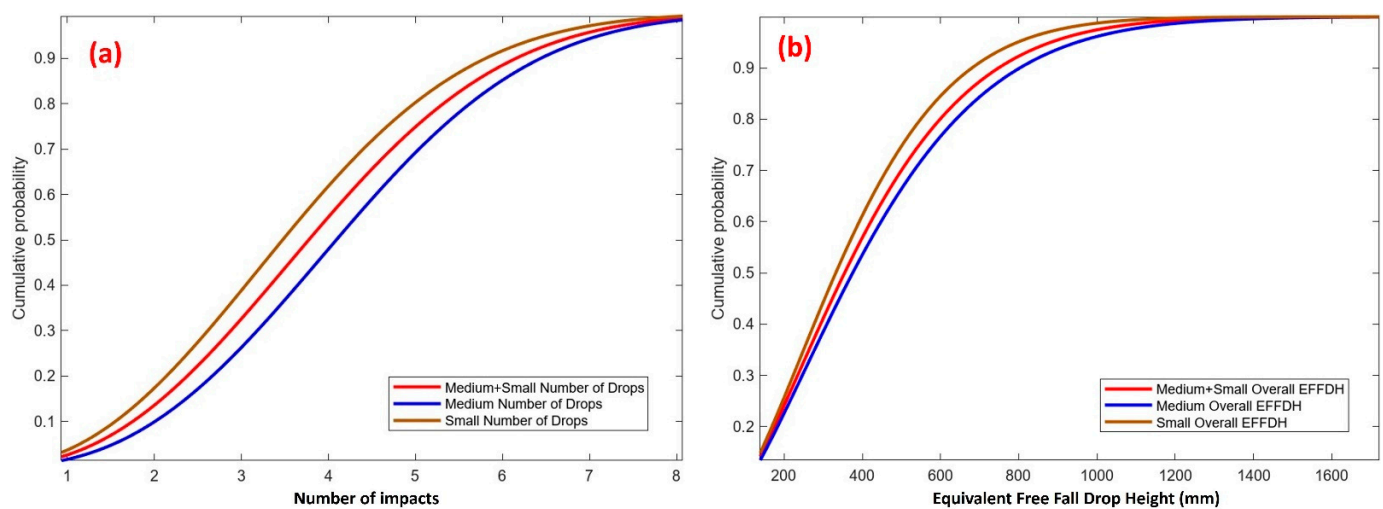 (a)
Cumulative probability
0.9
0.8
0.7
0.6
0.5
0.4
0.3
0.2
0.1
1 2 3 4 5 6 7 8
Number of impacts
Medium+Small Number of Drops
Medium Number of Drops
Small Number of Drops
(b)
Cumulative probability
0.9
0.8
0.7
0.6
0.5
0.4
0.3
0.2
200 400 600 800 1000 1200 1400 1600
Equivalent Free Fall Drop Height (mm)
Medium+Small Overall EFFDH
Medium Overall EFFDH
Small Overall EFFDH